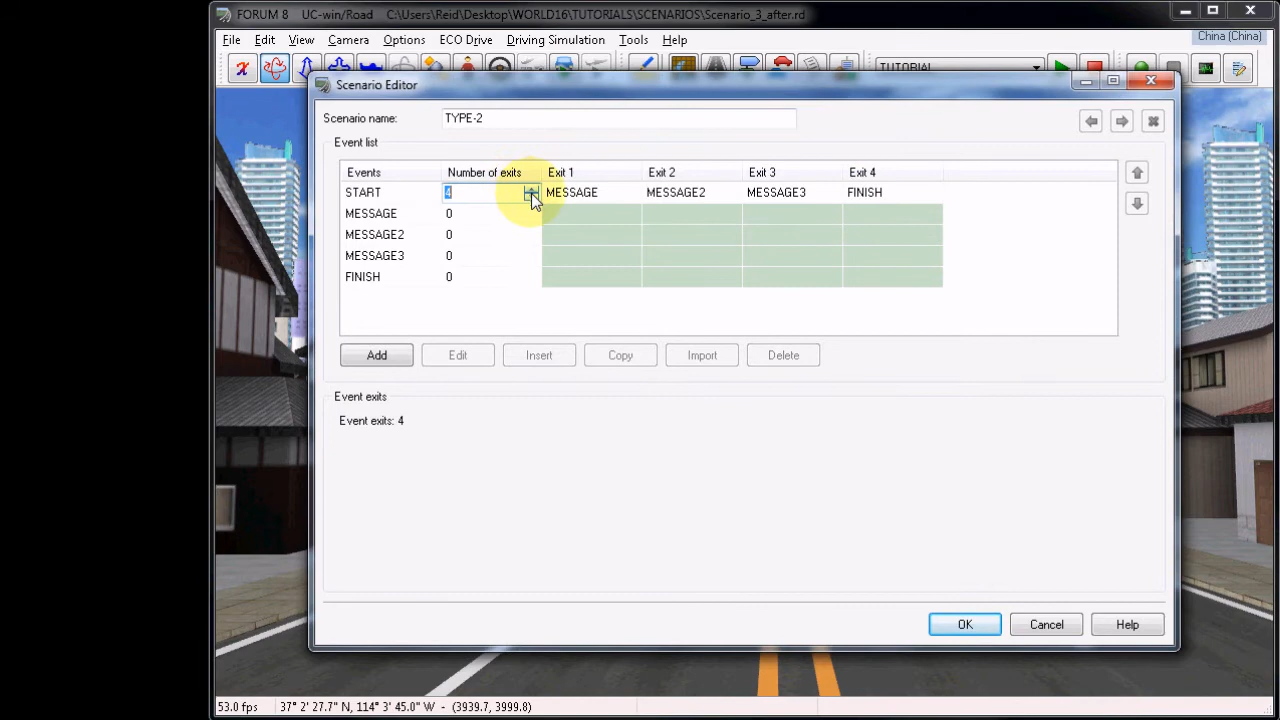 FORUM 8 UC-win/Road C:\Users\Reid\Desktop\WORLD16\TUTORIALS\SCENARIOS\Scenario_3_after.rd
File Edit View Camera Options ECO Drive Driving Simulation Tools Help
China (China)
TUTORIAL
Scenario Editor
Scenario name: TYPE-2
Event list
Events Number of exits Exit 1 Exit 2 Exit 3 Exit 4
START 4 MESSAGE MESSAGE2 MESSAGE3 FINISH
MESSAGE 0
MESSAGE2 0
MESSAGE3 0
FINISH 0
Add Edit Insert Copy Import Delete
Event exits
Event exits: 4
OK Cancel Help
53.0 fps 37° 2' 27.7" N, 114° 3' 45.0" W - (3939.7, 3999.8)